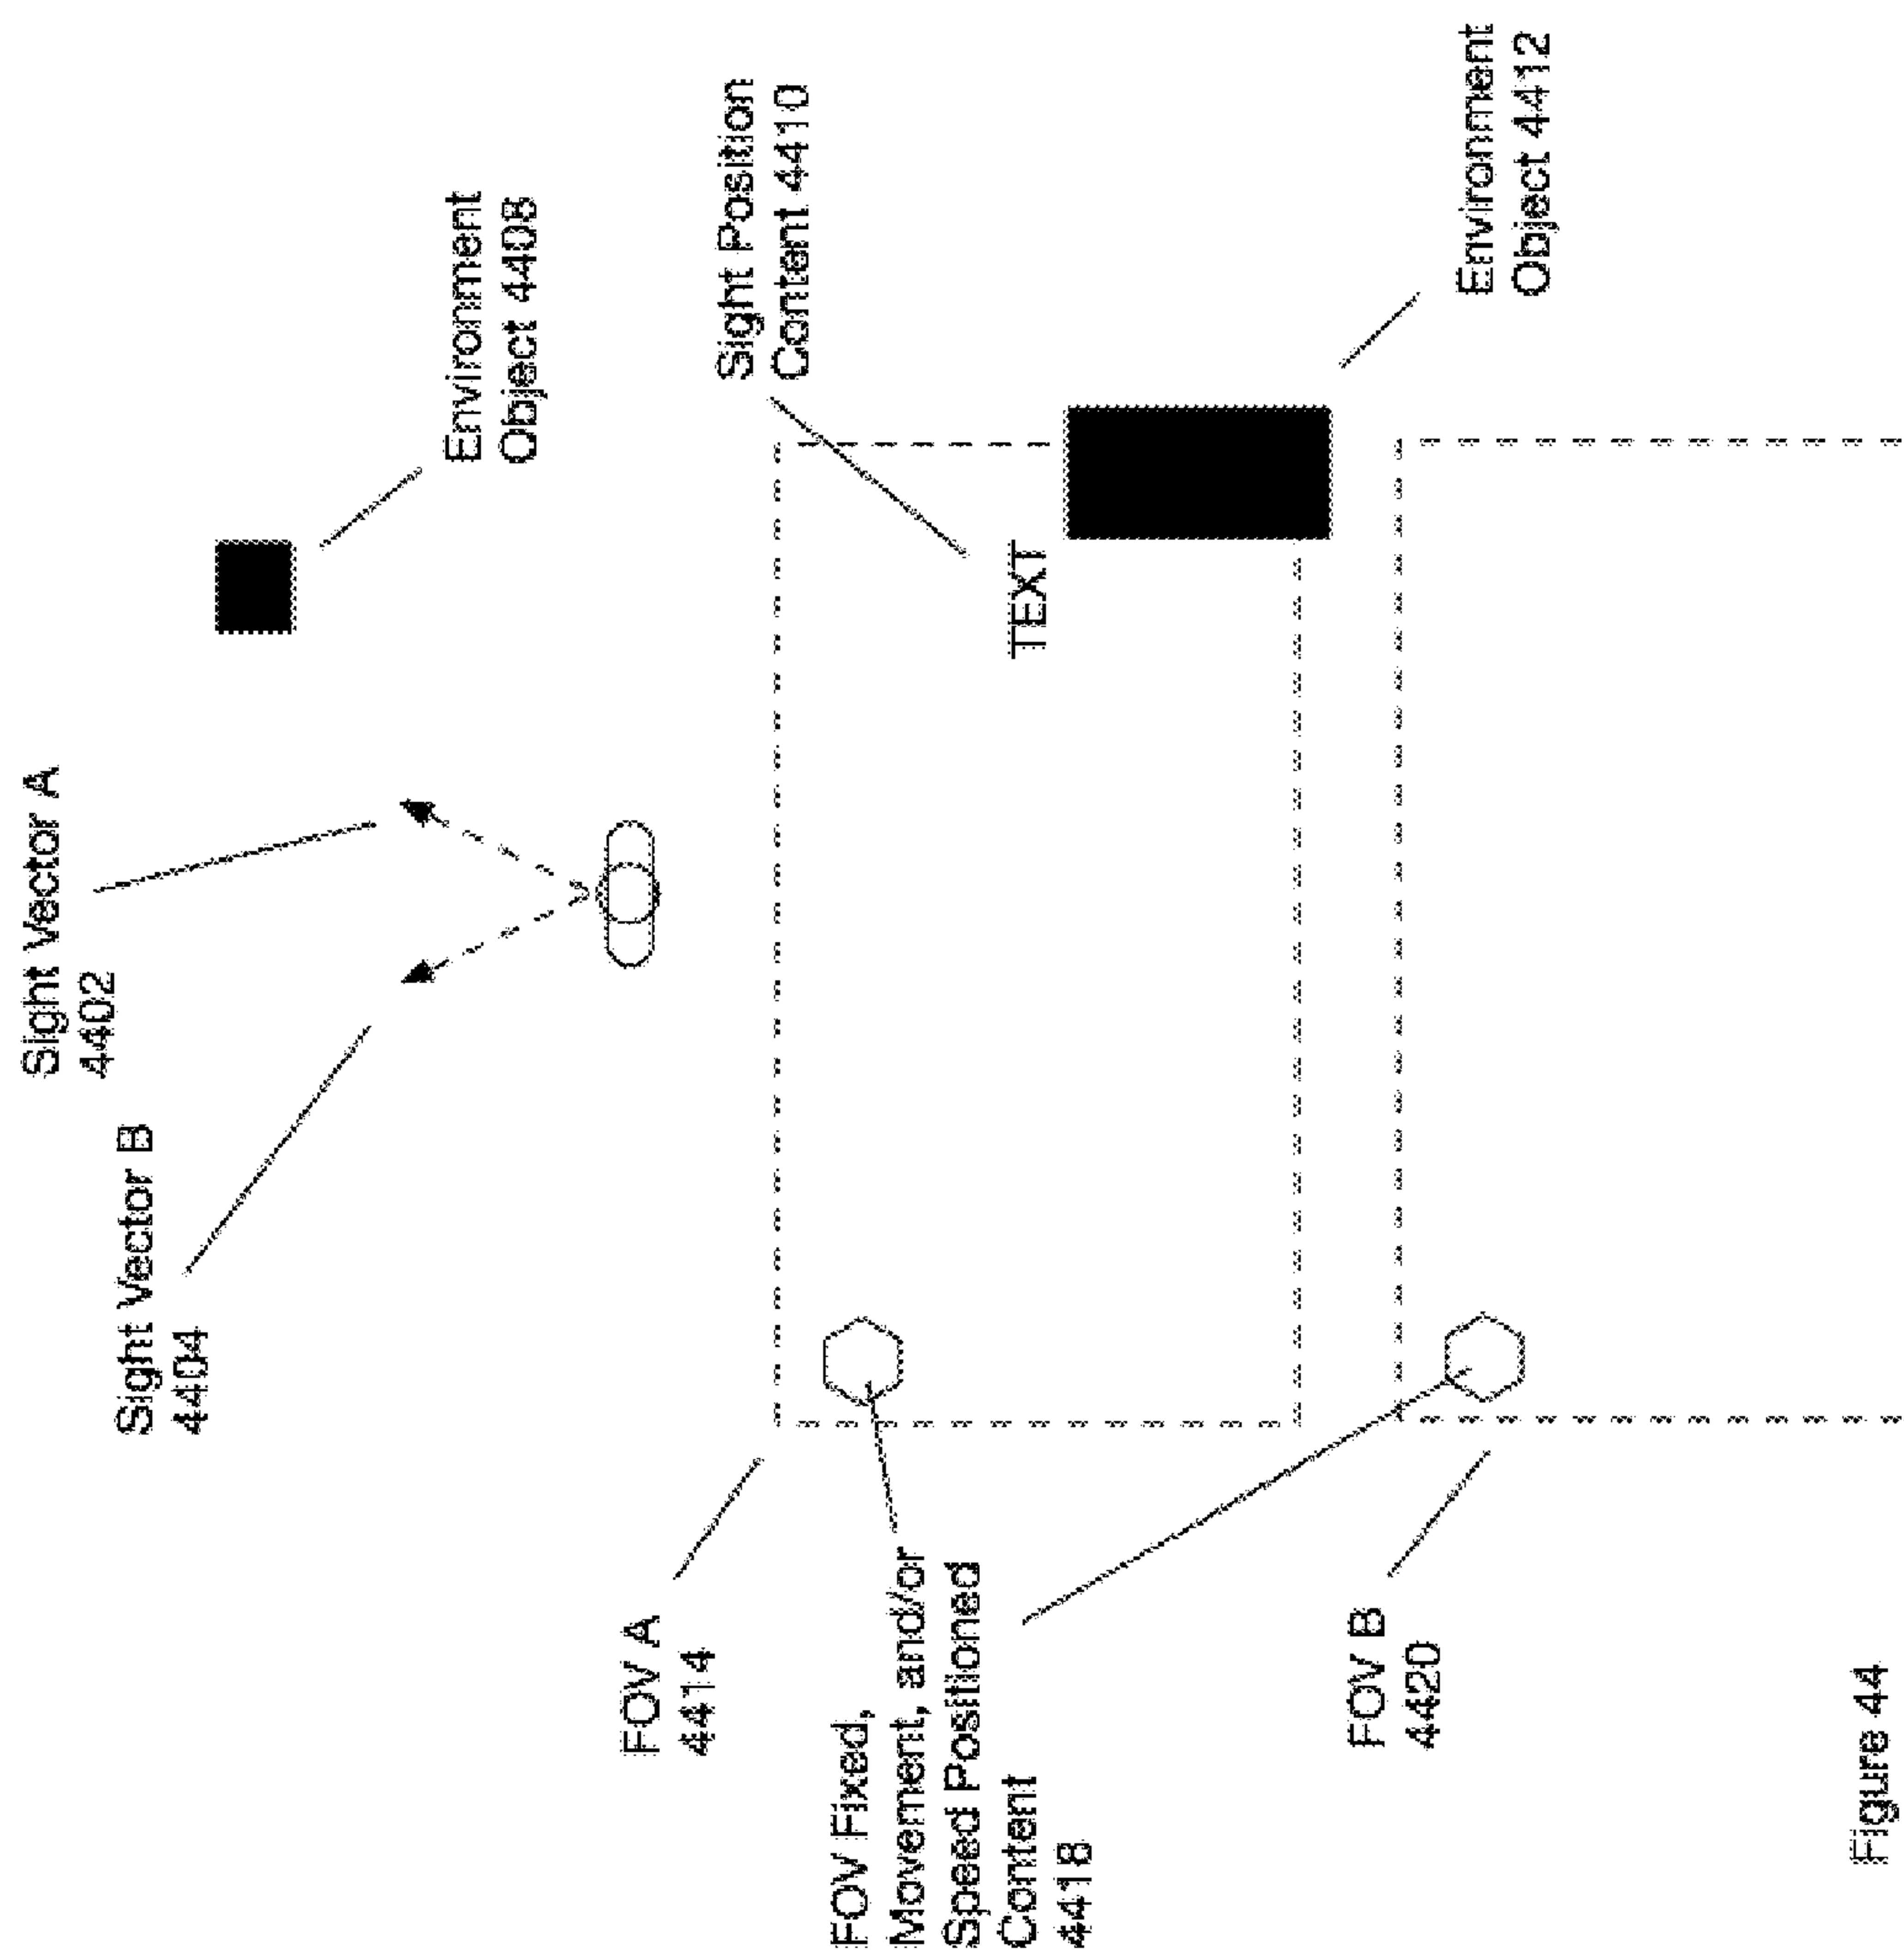 Sight Vector A
4402
Sight Vector B
4404
Environment
Object 4408
FOV A
4414
Sight Position
Content 4410
TEXT
FOV Fixed,
Movement, and/or
Speed Positioned
Content
4418
Environment
Object 4412
FOV B
4420
Figure 44